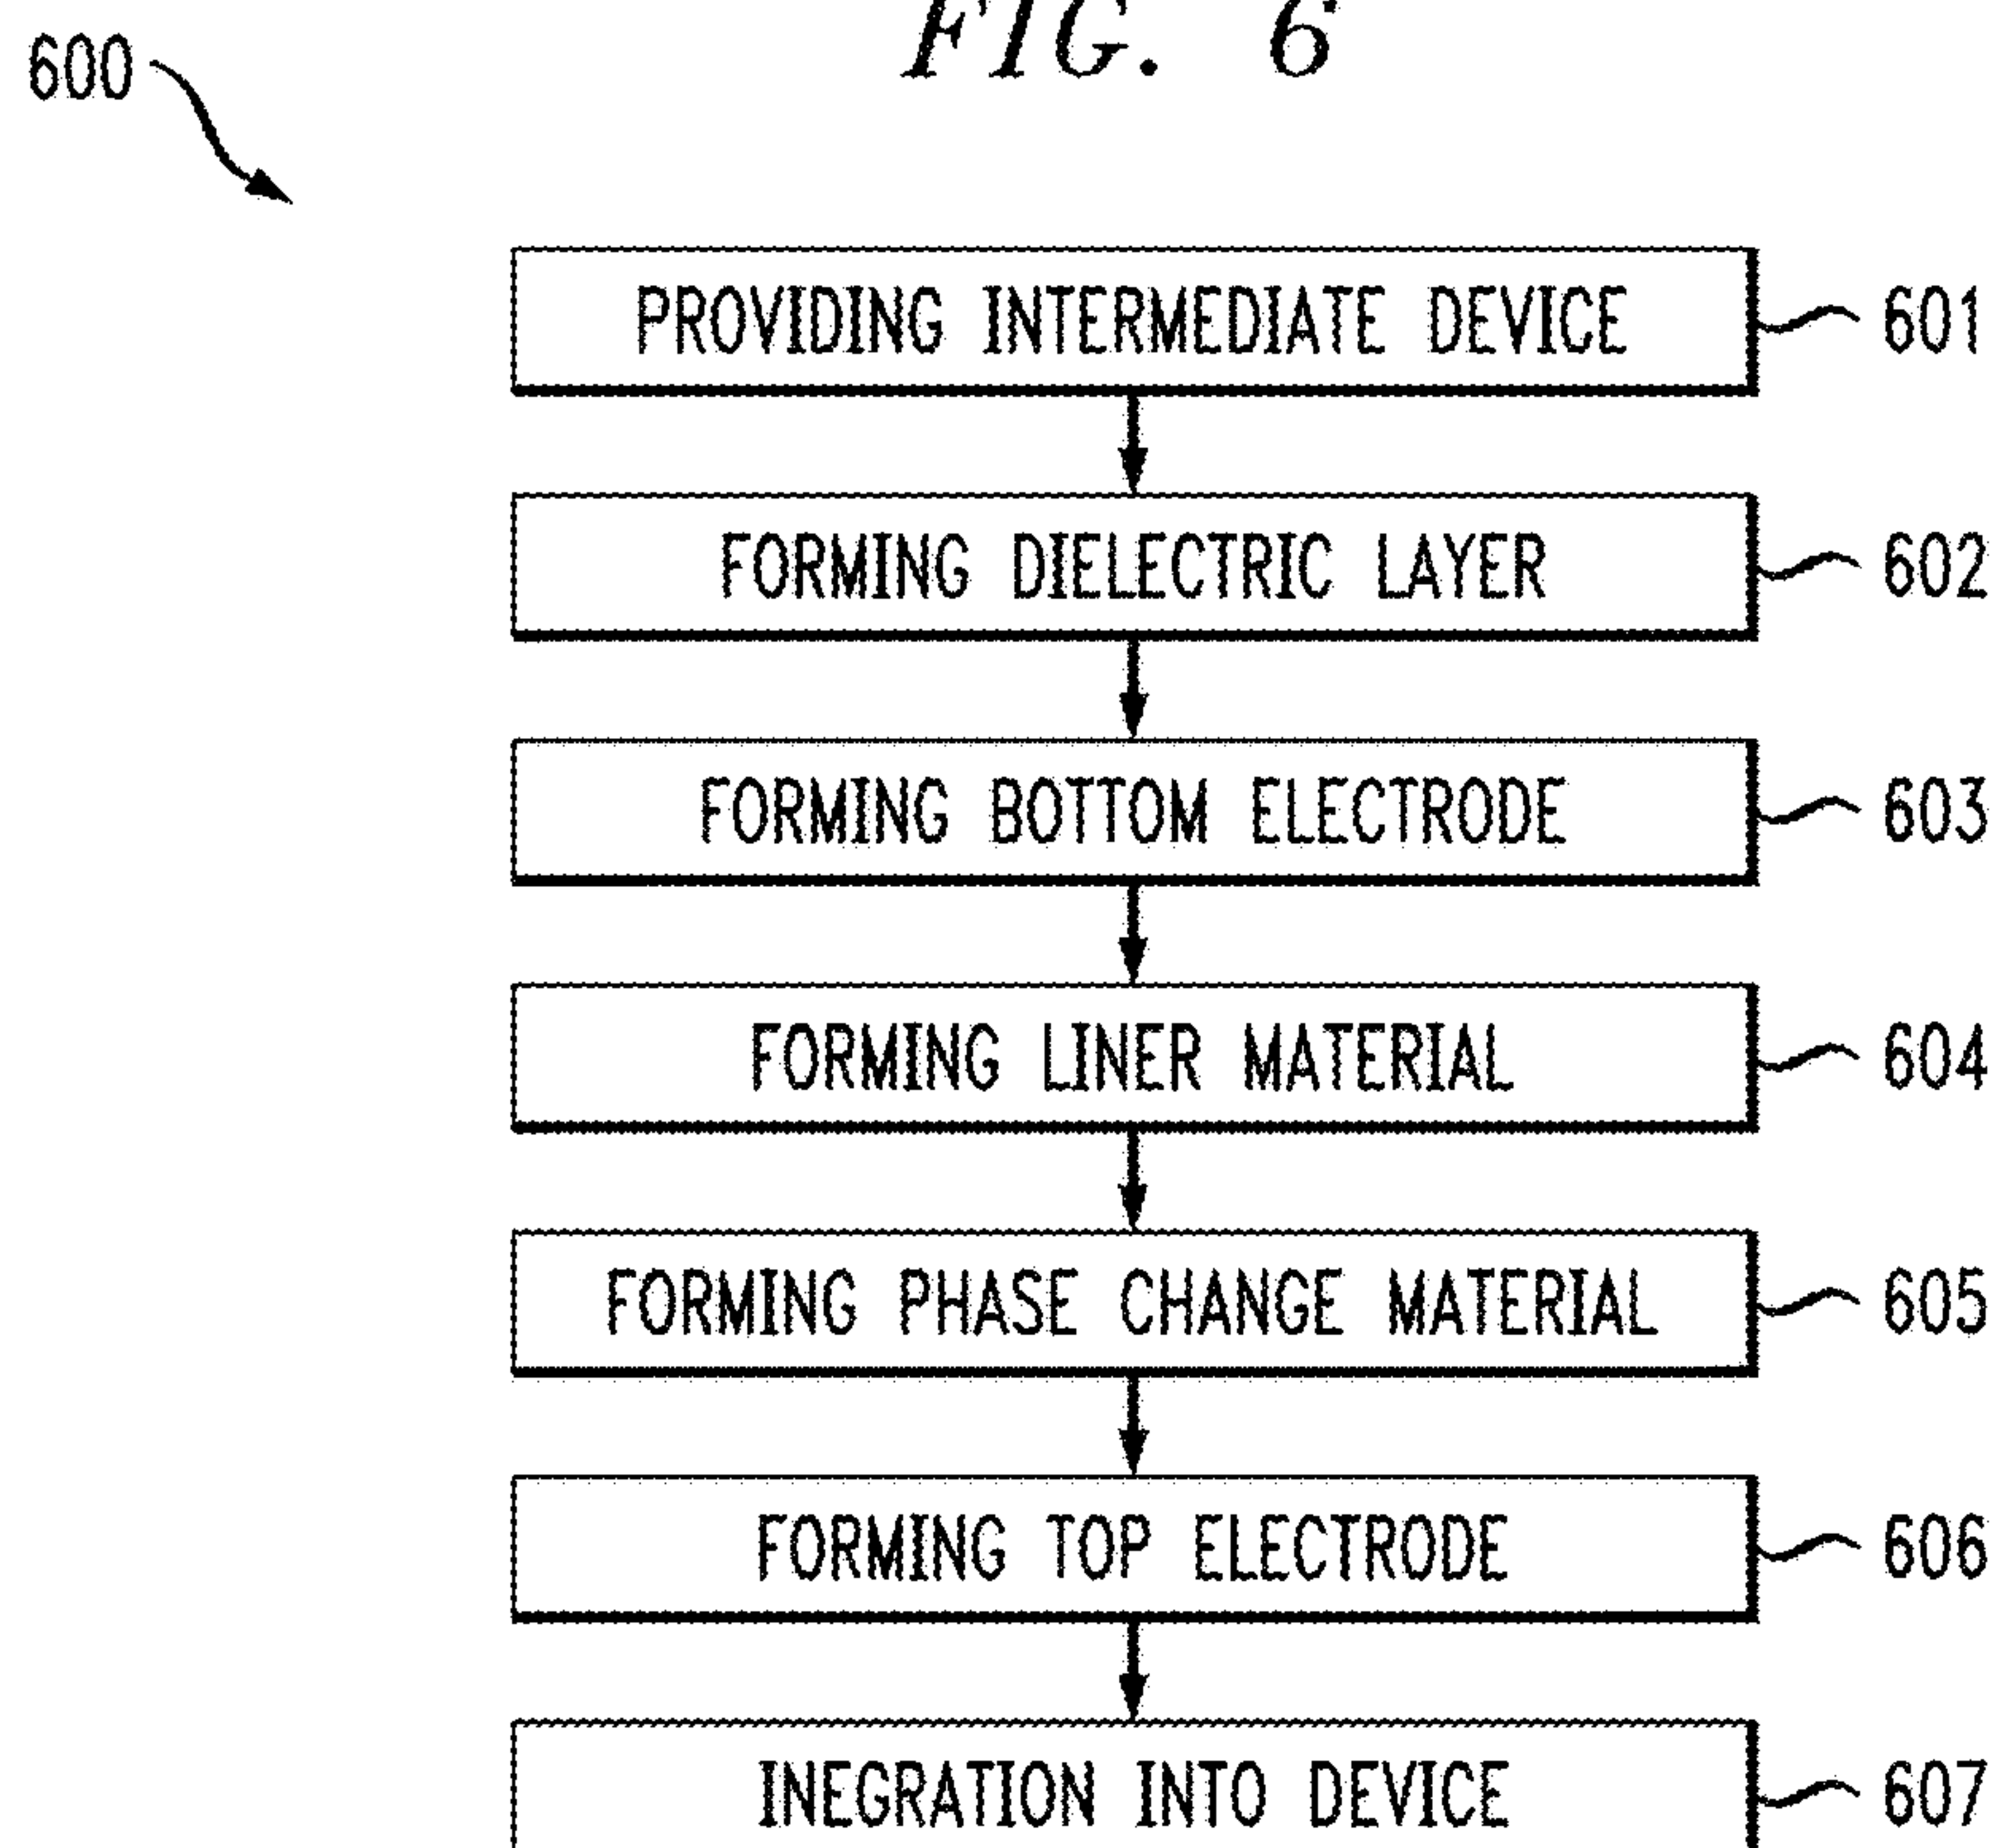 FIG. 6
600
PROVIDING INTERMEDIATE DEVICE 601
FORMING DIELECTRIC LAYER 602
FORMING BOTTOM ELECTRODE 603
FORMING LINER MATERIAL 604
FORMING PHASE CHANGE MATERIAL 605
FORMING TOP ELECTRODE 606
INEGRATION INTO DEVICE 607